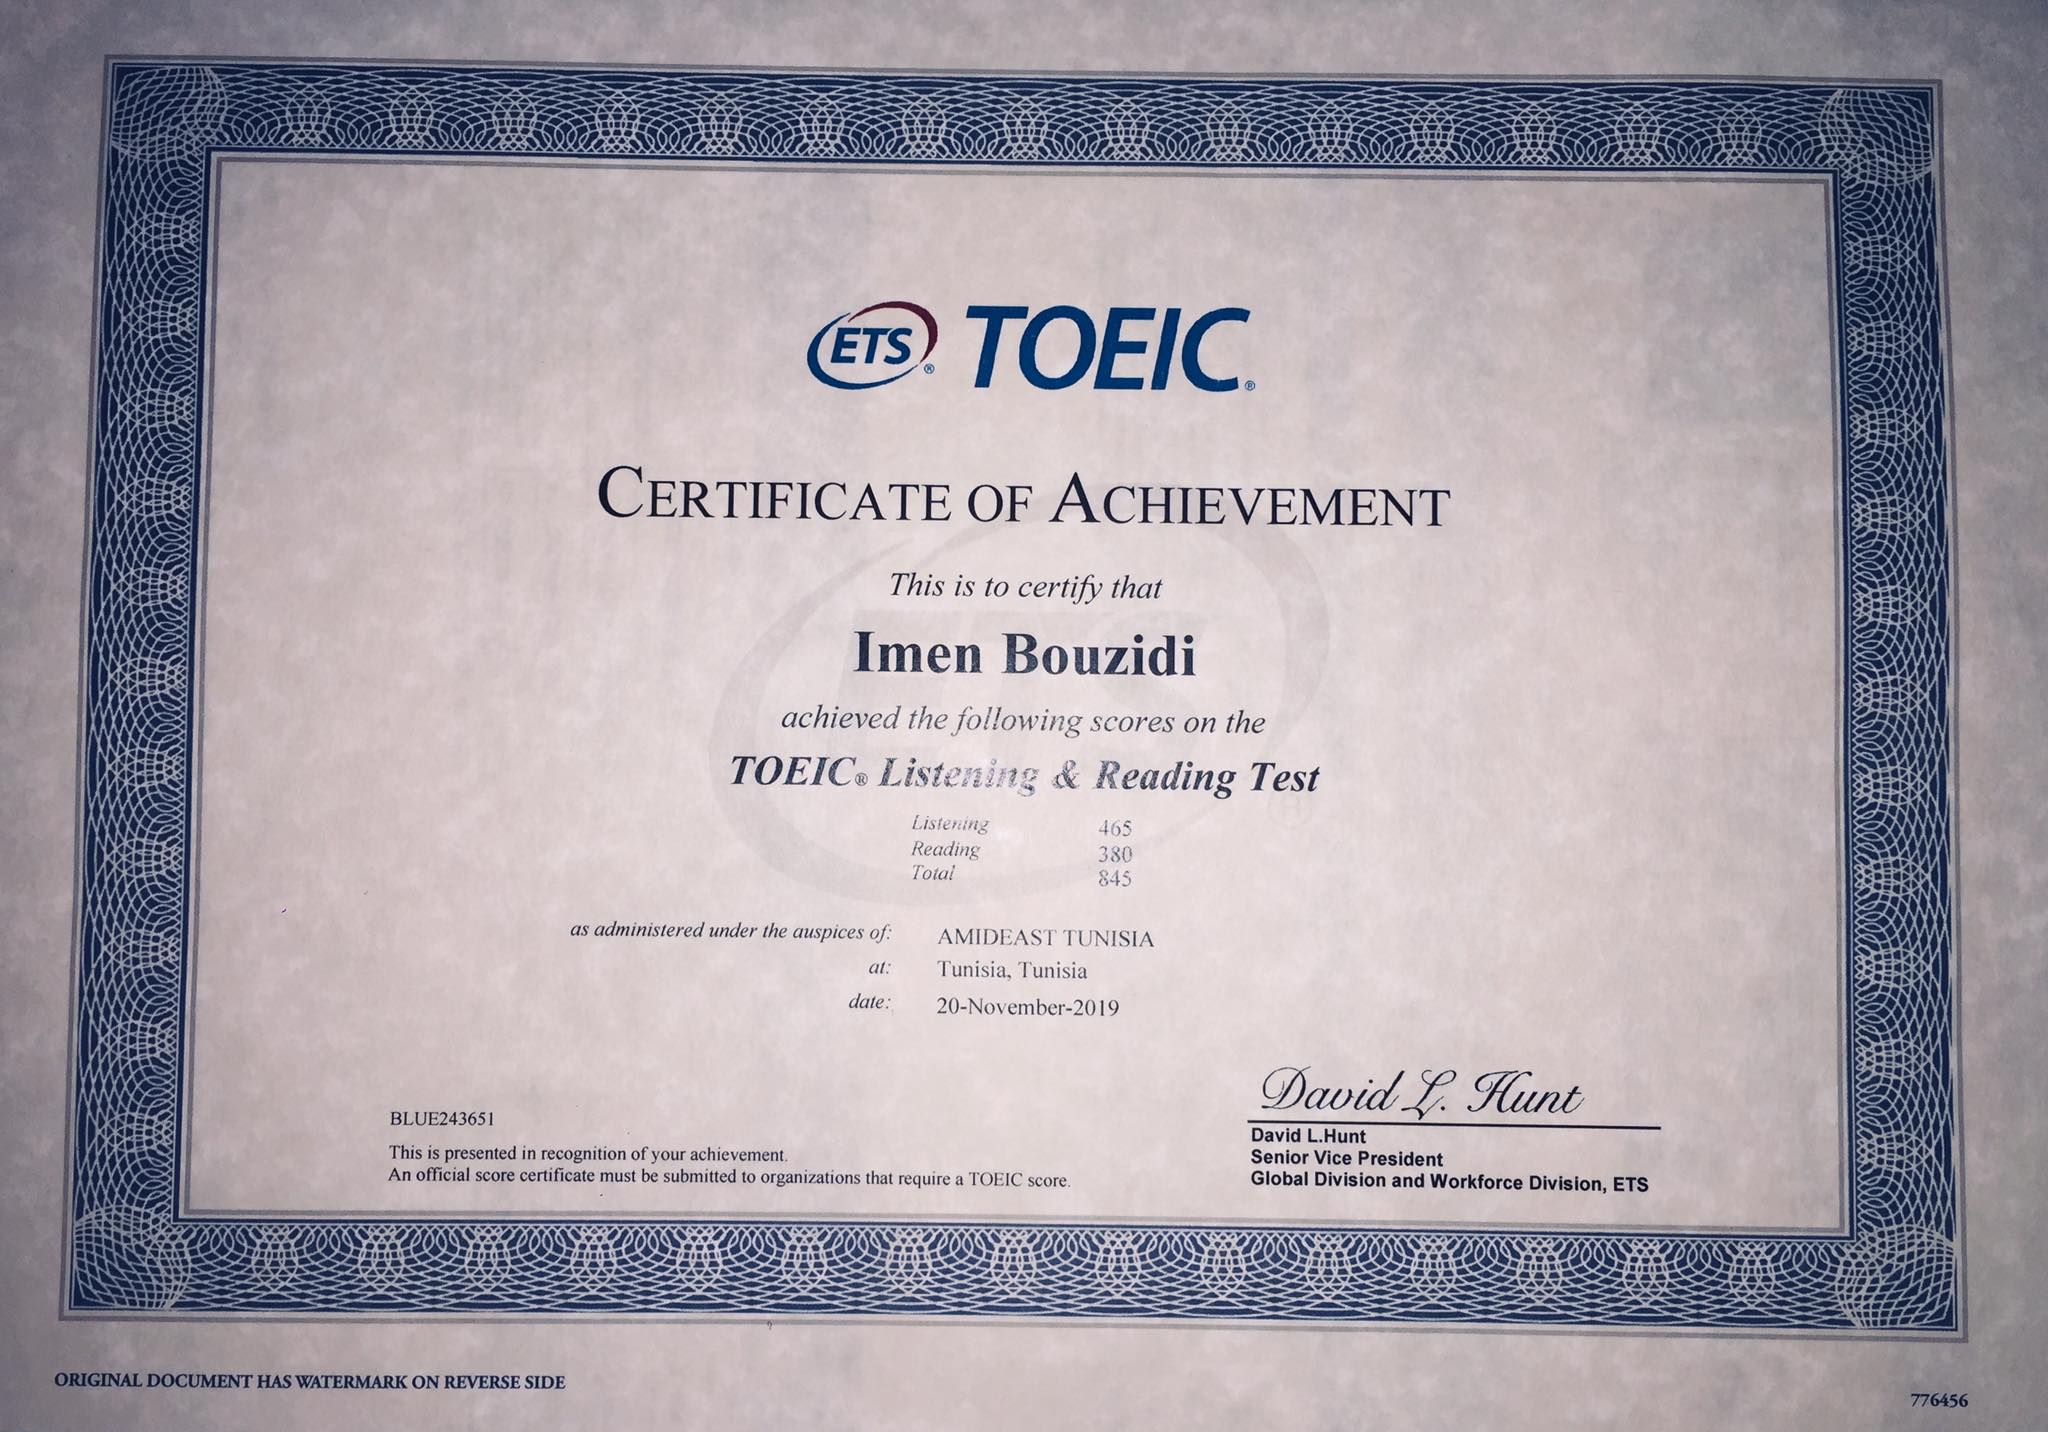 ETS® TOEIC®
CERTIFICATE OF ACHIEVEMENT
This is to certify that
Imen Bouzidi
achieved the following scores on the
TOEIC® Listening & Reading Test
Listening 465
Reading 380
Total 845
as administered under the auspices of: AMIDEAST TUNISIA
at: Tunisia, Tunisia
date: 20-November-2019
David L. Hunt
David L.Hunt
Senior Vice President
Global Division and Workforce Division, ETS
BLUE243651
This is presented in recognition of your achievement.
An official score certificate must be submitted to organizations that require a TOEIC score.
ORIGINAL DOCUMENT HAS WATERMARK ON REVERSE SIDE
776456